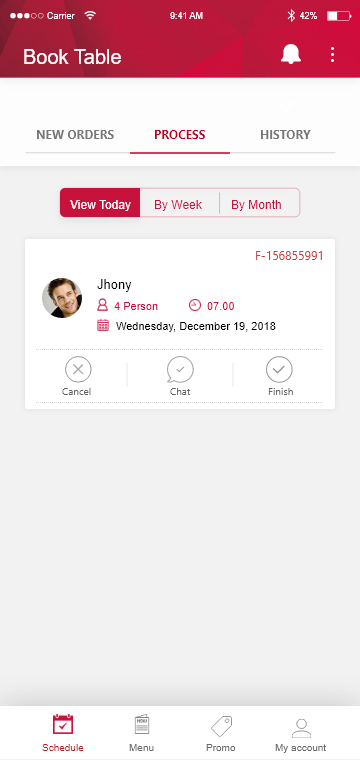 Carrier 9:41 AM 42%
Book Table
NEW ORDERS PROCESS HISTORY
View Today By Week By Month
F-156855991
Jhony
4 Person 07.00
Wednesday, December 19, 2018
Cancel Chat Finish
MENU
Schedule Menu Promo My account